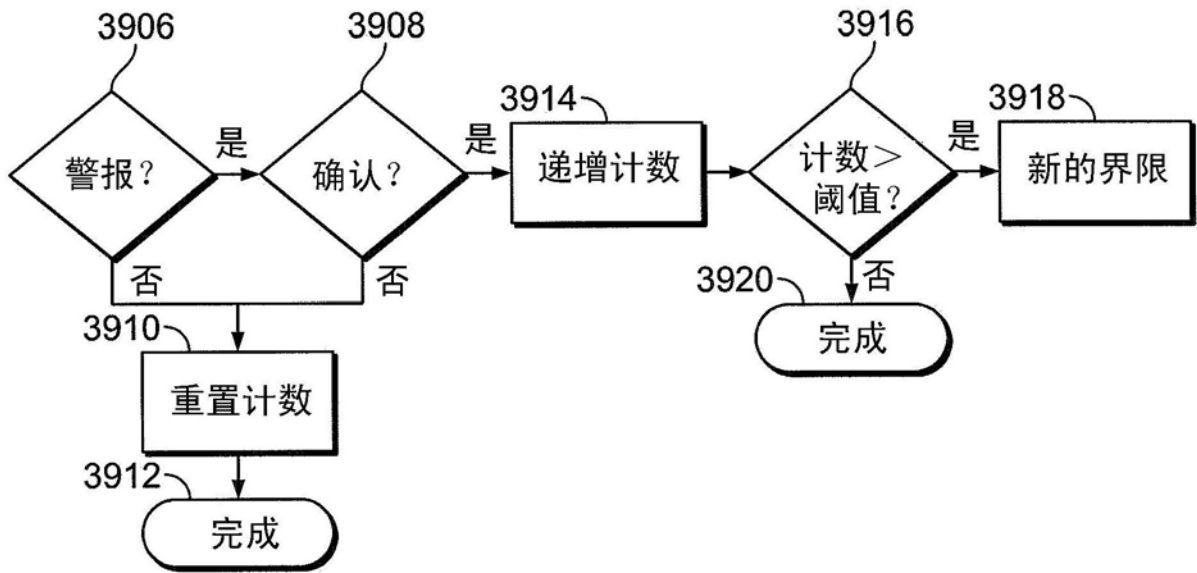 3906
3908
3916
3914
3918
警报？
是
确认？
是
递增计数
计数＞
阈值？
是
新的界限
否
否
否
3920
完成
3910
重置计数
3912
完成